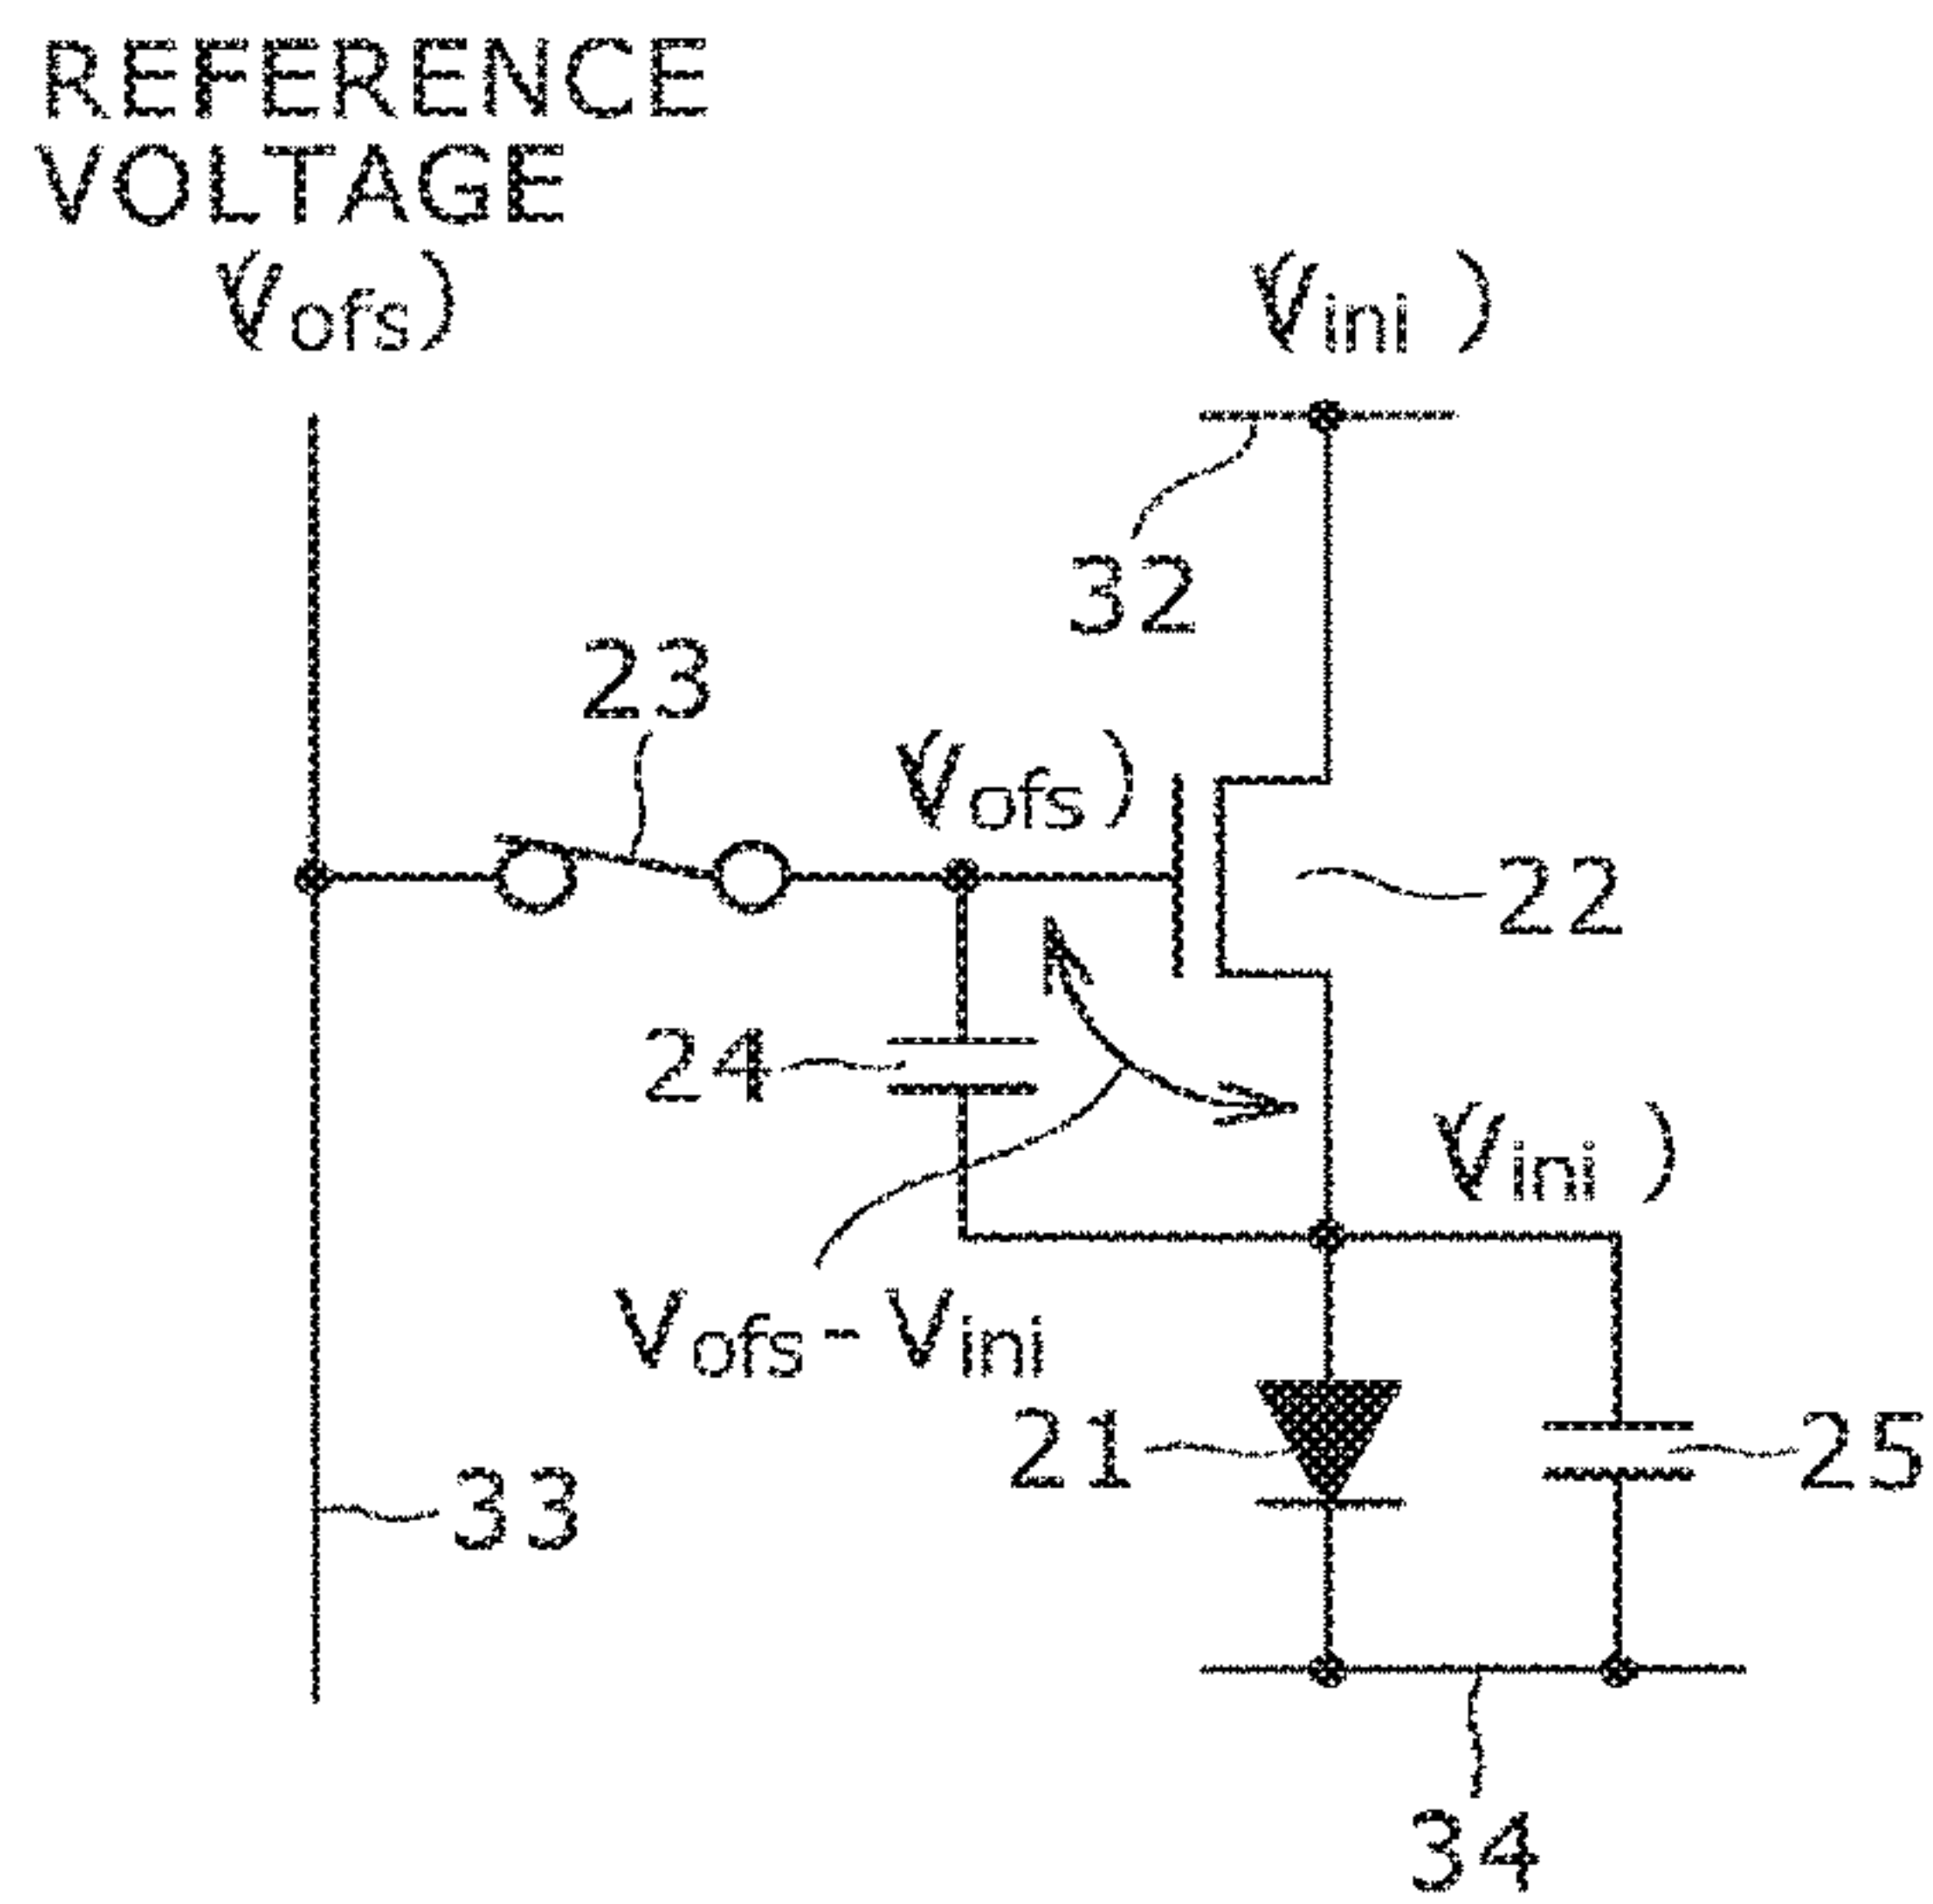 REFERENCE
VOLTAGE
(Vofs)
(Vini)
32
23
(Vofs)
22
24
(Vini)
Vofs-Vini
21
25
33
34